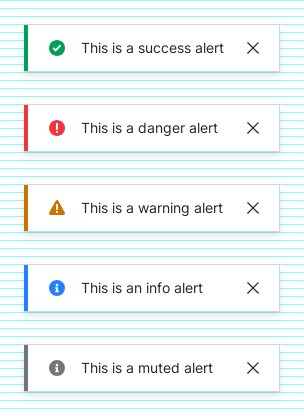 This is a success alert
This is a danger alert
This is a warning alert
This is an info alert
This is a muted alert